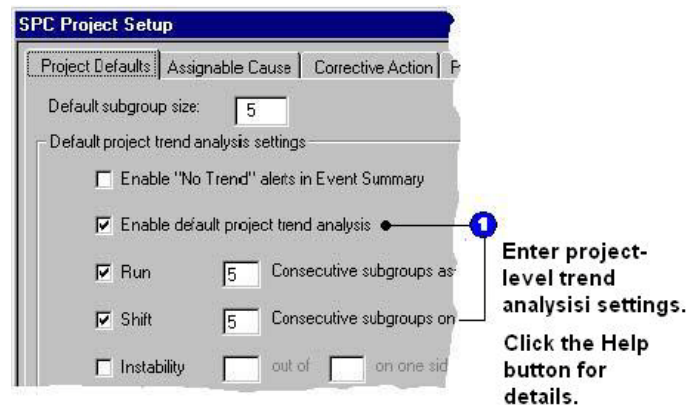 SPC Project Setup
Project Defaults Assignable Cause Corrective Action
Default subgroup size: 5
Default project trend analysis settings
Enable "No Trend" alerts in Event Summary
Enable default project trend analysis
1
Run 5 Consecutive subgroups as
Shift 5 Consecutive subgroups on
Instability out of on one sid
Enter project-
level trend
analysisi settings.
Click the Help
button for
details.